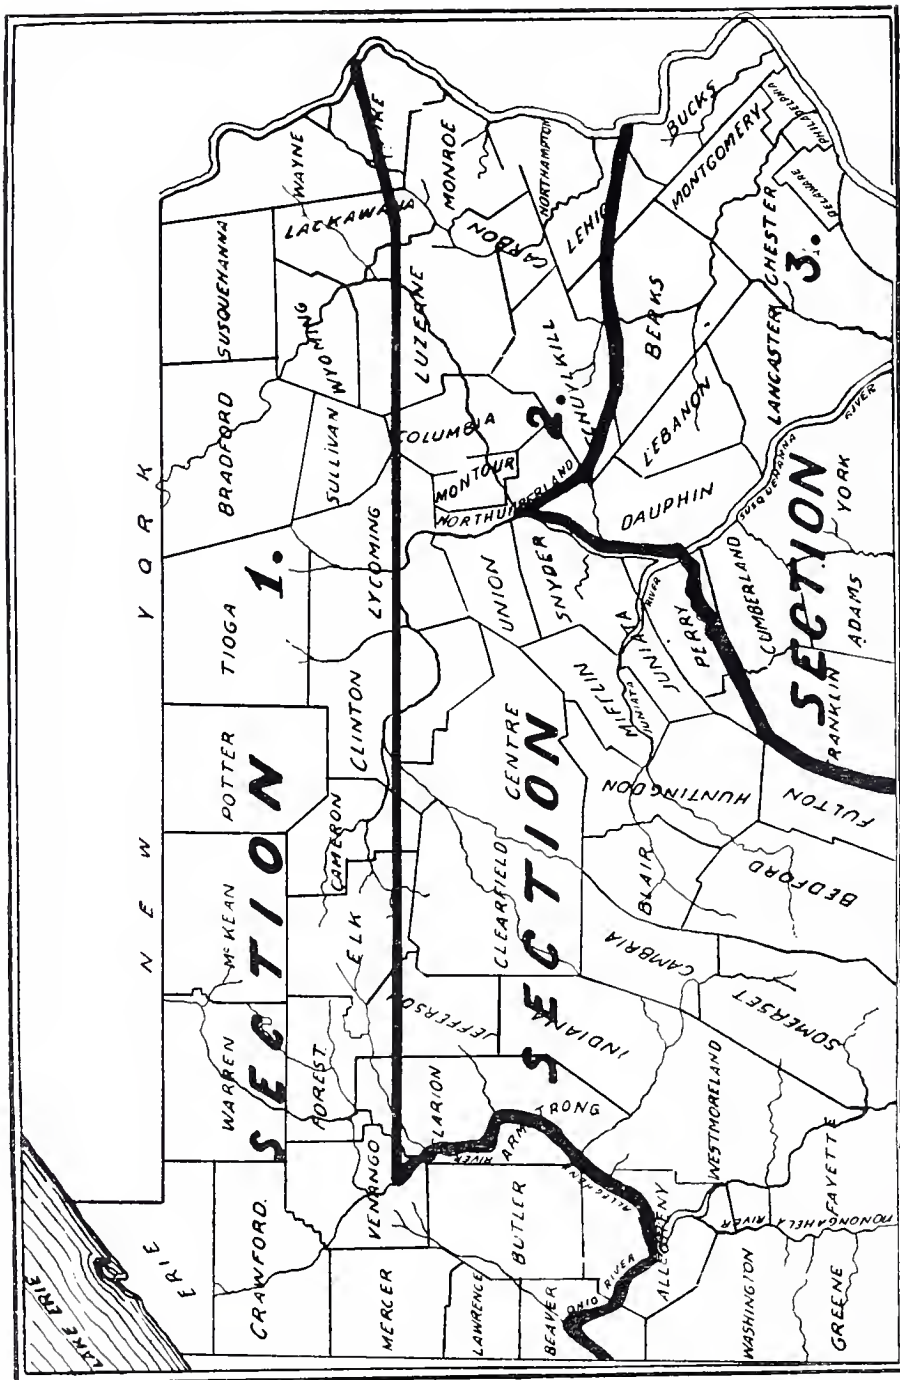 NEW YORK
LAKE ERIE
ERIE
CRAWFORD.
WARREN
McKEAN
POTTER
TIOGA
BRADFORD
SUSQUEHANNA
WAYNE
SECTION 1.
FOREST
ELK
CAMERON
CLINTON
LYCOMING
SULLIVAN
WYOMING
LACKAWANA
PIKE
MERCER
VENANGO
CLARION
JEFFERSON
CLEARFIELD
CENTRE
UNION
MONTOUR
COLUMBIA
LUZERNE
MONROE
NORTHUMBERLAND
CARBON
NORTHAMPTON
LEHIGH
SCHUYLKILL
SECTION 2.
LAWRENCE
BUTLER
RIVER
ARMSTRONG
INDIANA
SNYDER
MIFFLIN
JUNIATA
JUNIATA RIVER
PERRY
DAUPHIN
LEBANON
BERKS
BUCKS
MONTGOMERY
PHILADELPHIA
DELAWARE
CHESTER
LANCASTER
BEAVER
OHIO RIVER
ALLEGHENY
ALLEGHENY
WESTMORELAND
CAMBRIA
BLAIR
HUNTINGDON
CUMBERLAND
SUSQUEHANNA RIVER
YORK
ADAMS
FRANKLIN
SECTION 3.
WASHINGTON
GREENE
MONONGAHELA RIVER
FAYETTE
SOMERSET
BEDFORD
FULTON